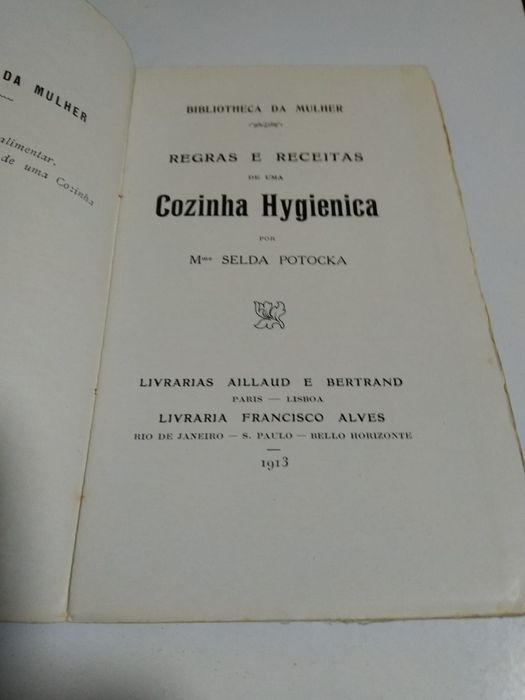 DA MULHER
alimentar.
de uma Cozinha
BIBLIOTHECA DA MULHER
REGRAS E RECEITAS
DE UMA
Cozinha Hygienica
POR
Mme SELDA POTOCKA
LIVRARIAS AILLAUD E BERTRAND
PARIS — LISBOA
LIVRARIA FRANCISCO ALVES
RIO DE JANEIRO — S. PAULO — BELLO HORIZONTE
1913